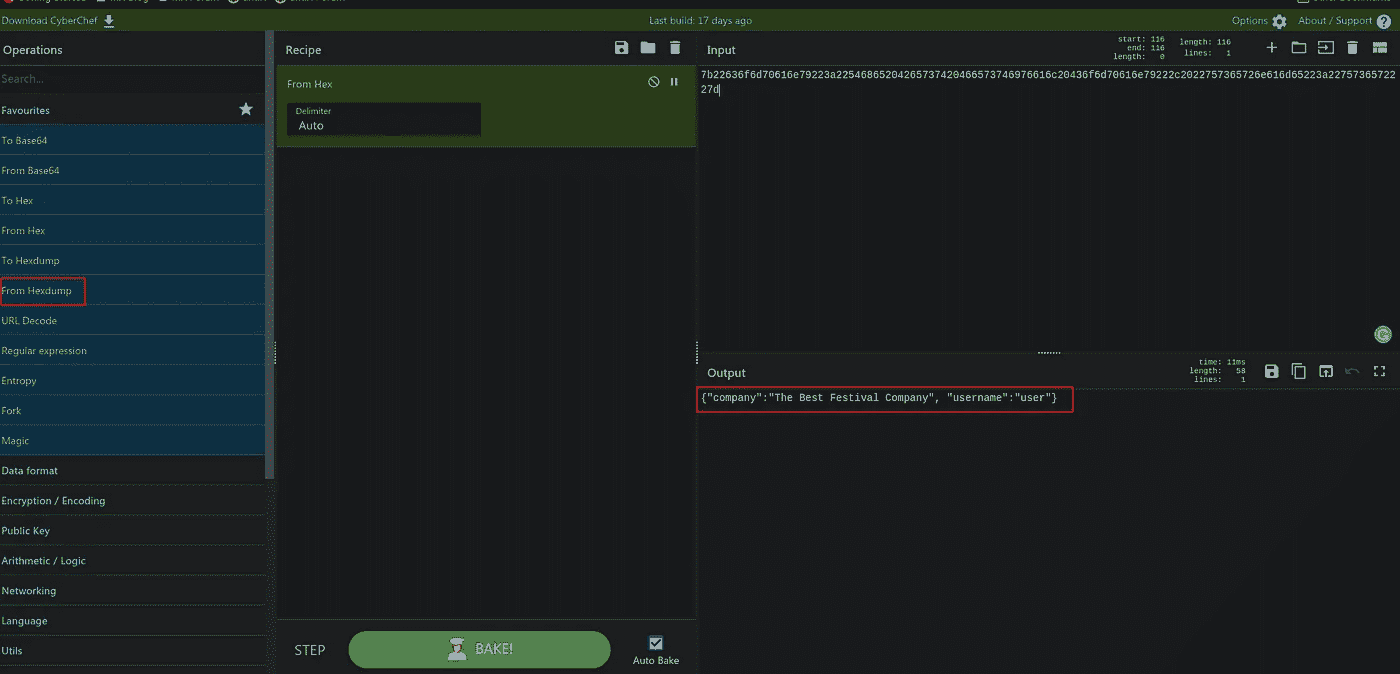 Download CyberChef
Last build: 17 days ago
Options
About / Support
Operations
Search...
Favourites
To Base64
From Base64
To Hex
From Hex
To Hexdump
From Hexdump
URL Decode
Regular expression
Entropy
Fork
Magic
Data format
Encryption / Encoding
Public Key
Arithmetic / Logic
Networking
Language
Utils
Recipe
From Hex
Delimiter
Auto
STEP
BAKE!
Auto Bake
Input
start: 116
end: 116
length: 0
length: 116
lines: 1
7b22636f6d70616e79223a22546865204265737420466573746976616c20436f6d70616e79222c2022757365726e616d65223a22757365722
27d
Output
time: 11ms
length: 58
lines: 1
{"company":"The Best Festival Company", "username":"user"}